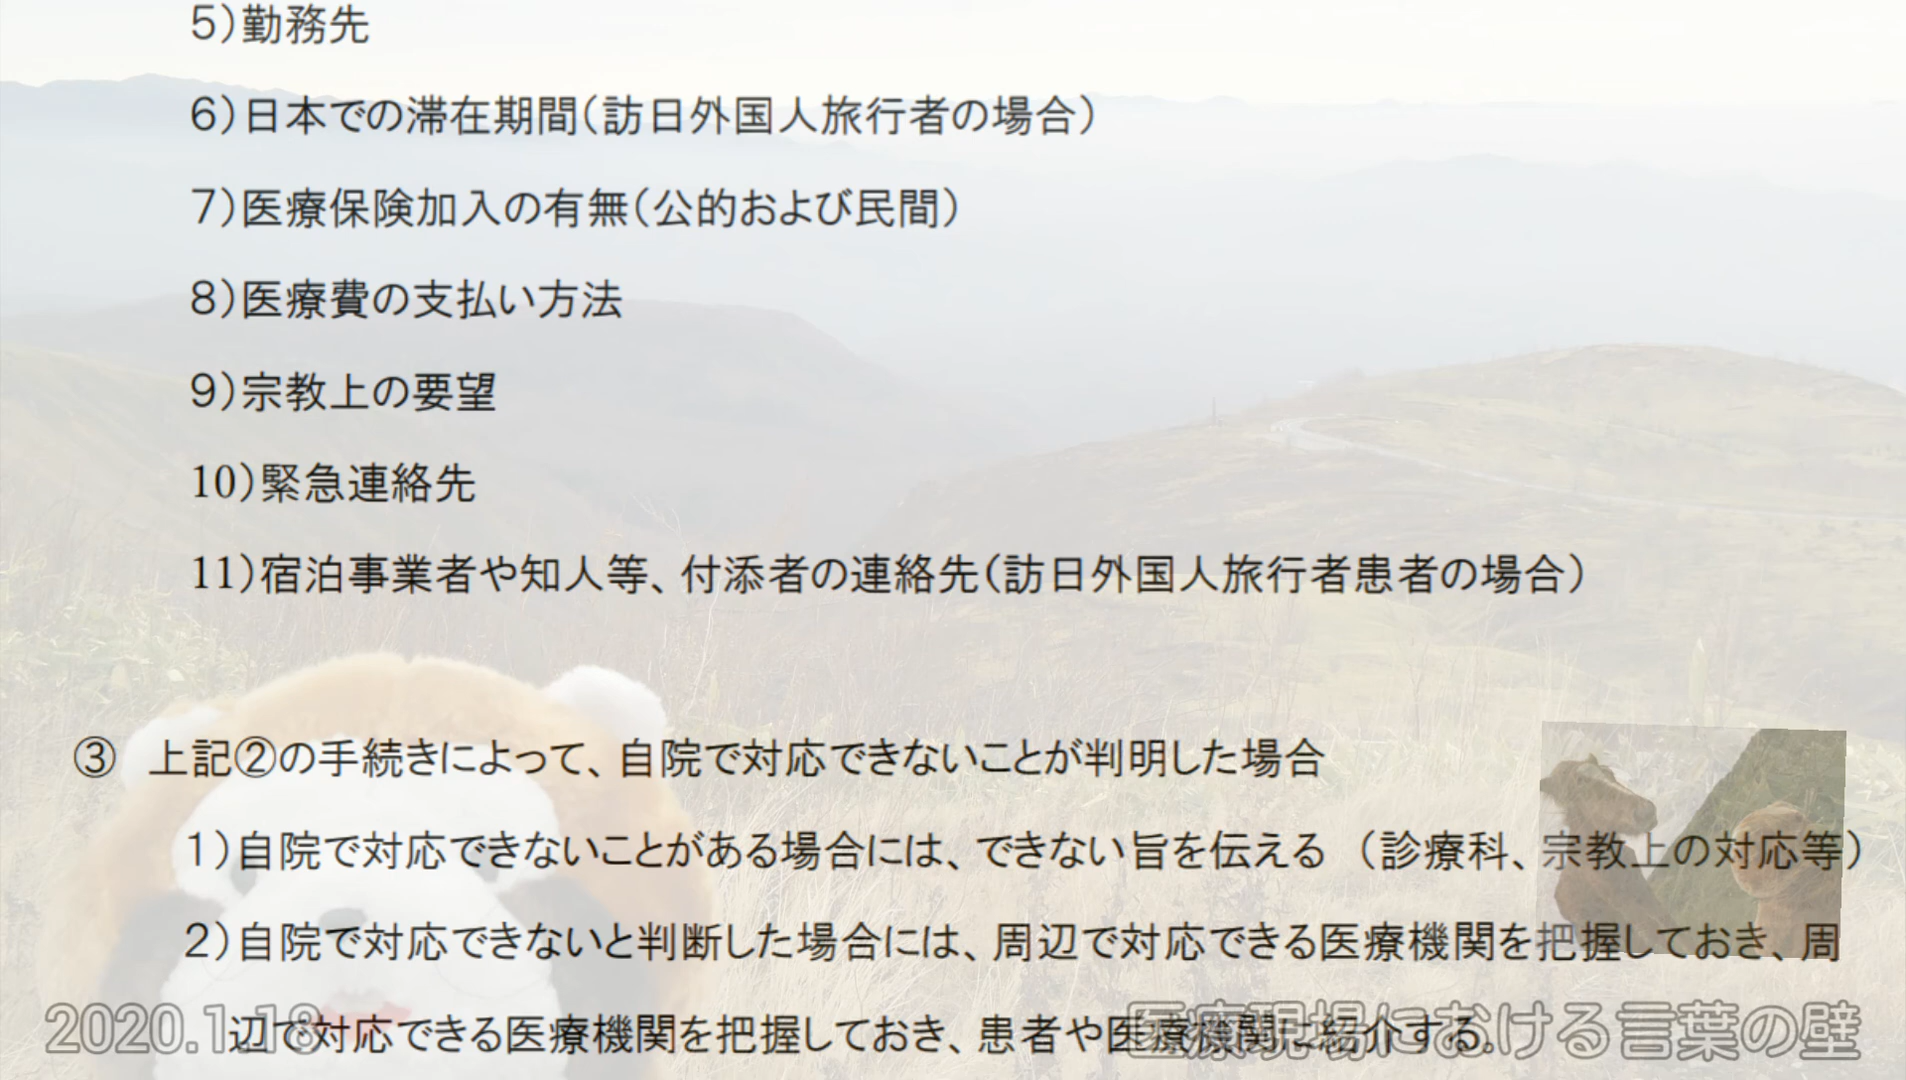 5)勤務先
6)日本での滞在期間(訪日外国人旅行者の場合)
7)医療保険加入の有無(公的および民間)
8)医療費の支払い方法
9)宗教上の要望
10)緊急連絡先
11)宿泊事業者や知人等、付添者の連絡先(訪日外国人旅行者患者の場合)
③ 上記②の手続きによって、自院で対応できないことが判明した場合
1)自院で対応できないことがある場合には、できない旨を伝える (診療科、宗教上の対応等)
2)自院で対応できないと判断した場合には、周辺で対応できる医療機関を把握しておき、周
辺で対応できる医療機関を把握しておき、患者や医療機関に紹介する。
2020.1.18
医療現場における言葉の壁